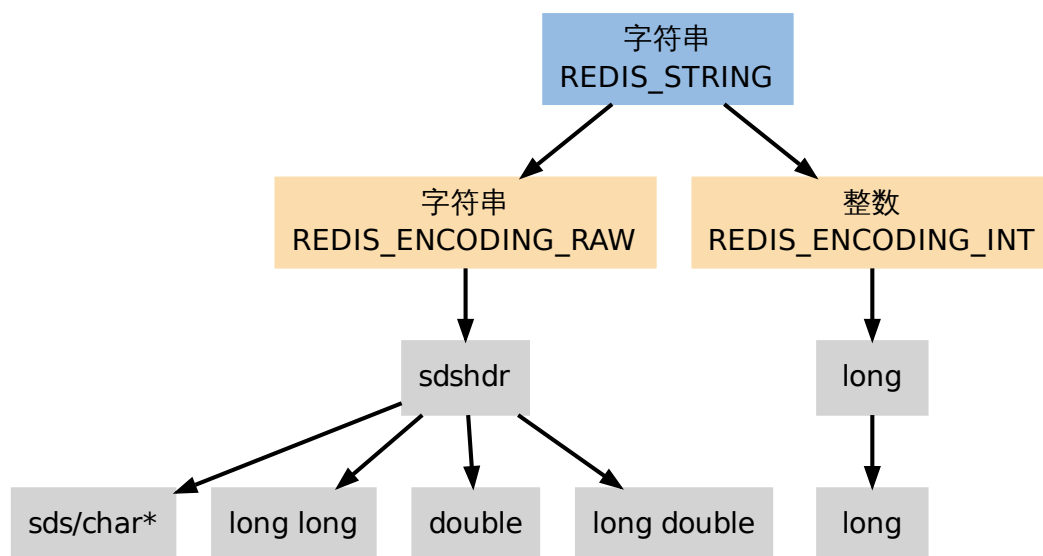 字符串
REDIS_STRING
字符串
REDIS_ENCODING_RAW
整数
REDIS_ENCODING_INT
sdshdr
long
sds/char*
long long
double
long double
long